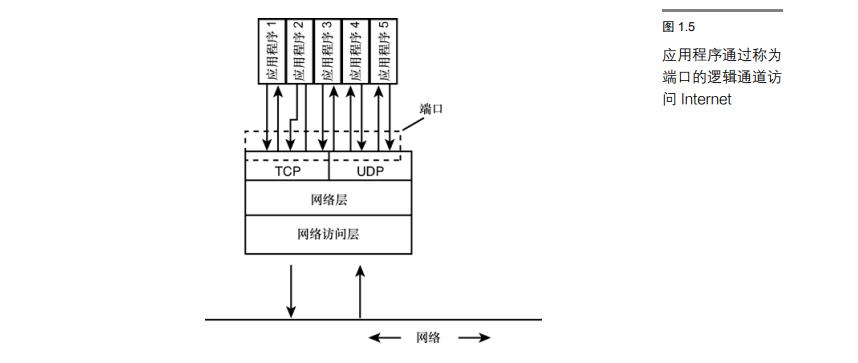 应用程序 1
应用程序 2
应用程序 3
应用程序 4
应用程序 5
端口
TCP
UDP
网络层
网络访问层
网络
图 1.5
应用程序通过称为
端口的逻辑通道访
问 Internet